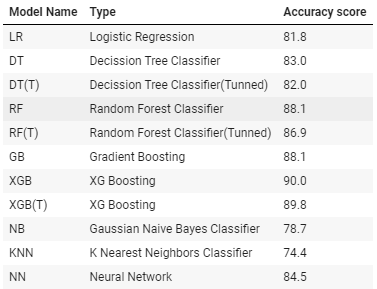 Model Name Type Accuracy score
LR Logistic Regression 81.8
DT Decission Tree Classifier 83.0
DT(T) Decission Tree Classifier(Tunned) 82.0
RF Random Forest Classifier 88.1
RF(T) Random Forest Classifier(Tunned) 86.9
GB Gradient Boosting 88.1
XGB XG Boosting 90.0
XGB(T) XG Boosting 89.8
NB Gaussian Naive Bayes Classifier 78.7
KNN K Nearest Neighbors Classifier 74.4
NN Neural Network 84.5